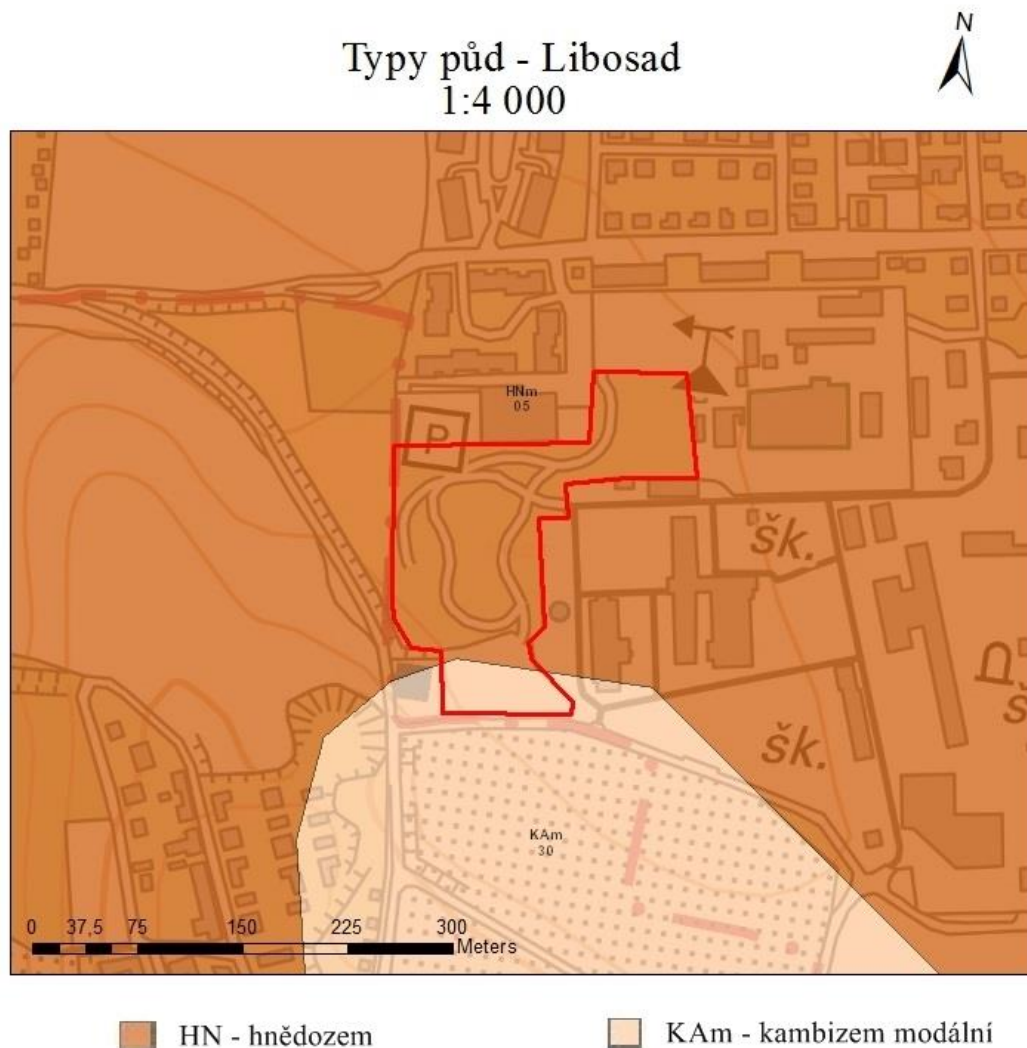 N
Typy půd - Libosad
1:4 000
HNm
05
P
šk.
šk.
KAm
30
0 37,5 75 150 225 300
Meters
HN - hnědozem
KAm - kambizem modální